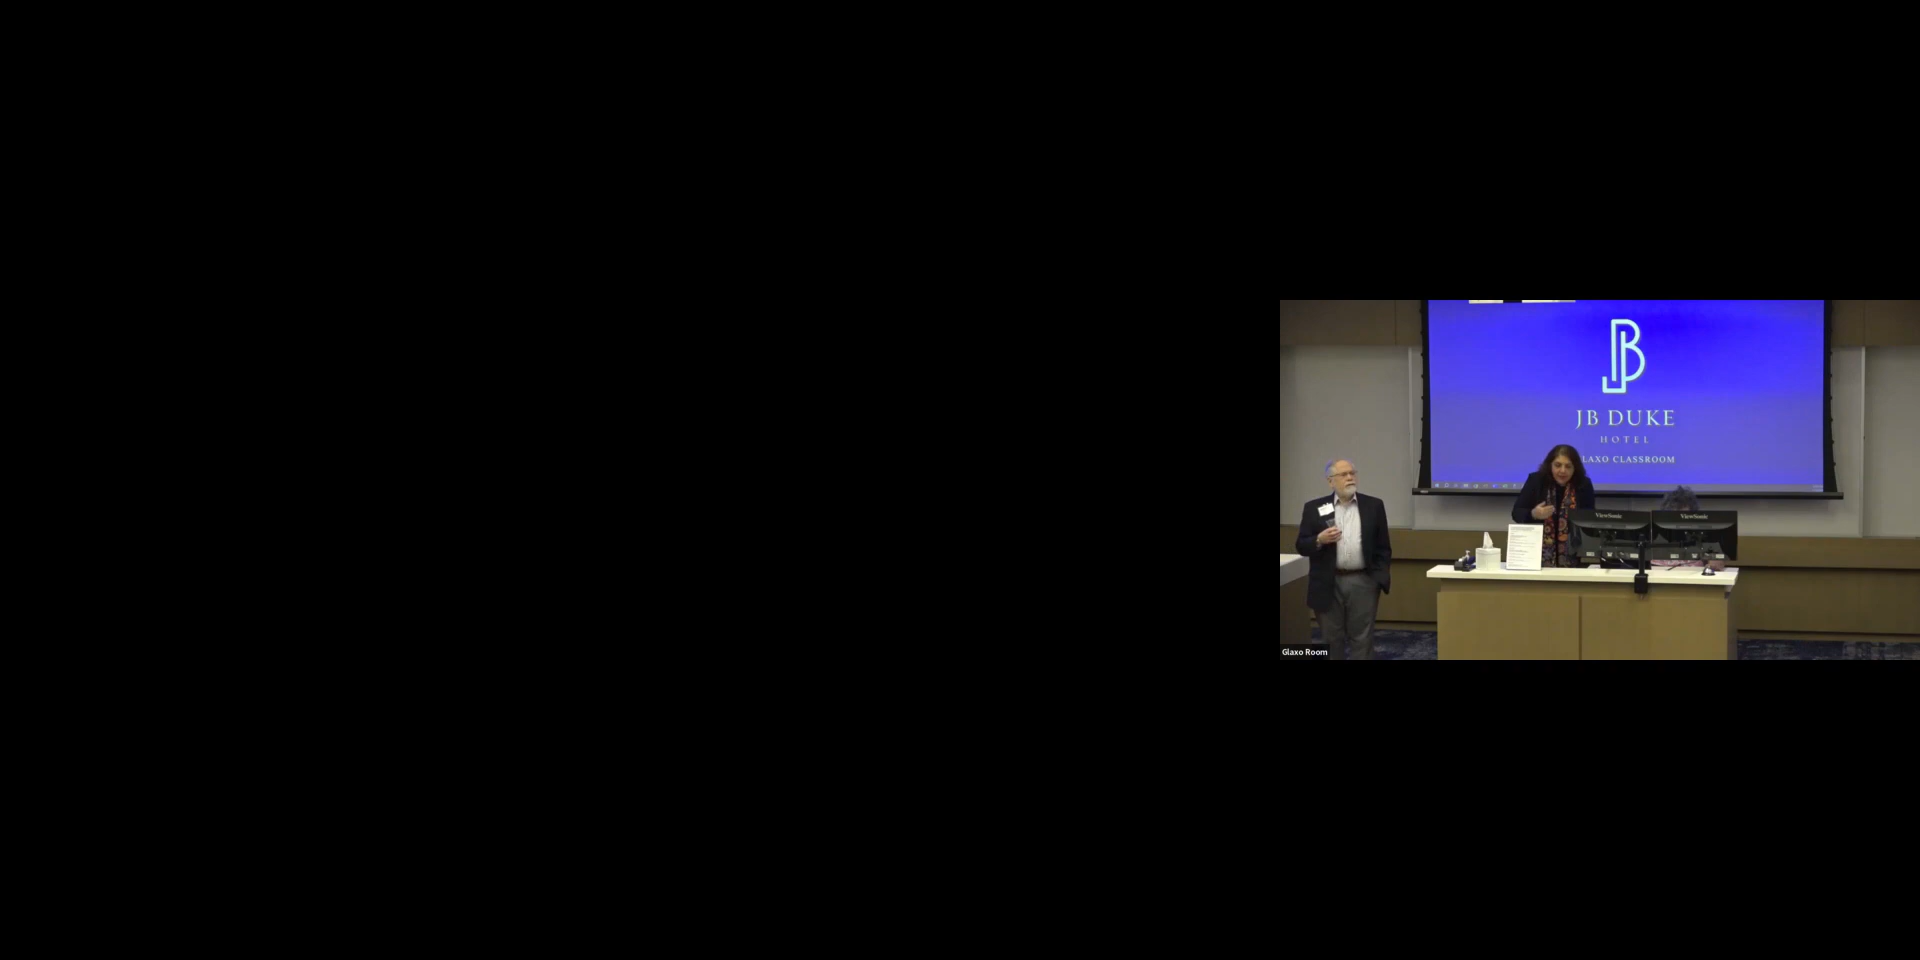 JB
JB DUKE
HOTEL
LAXO CLASSROOM
ViewSonic
ViewSonic
Glaxo Room